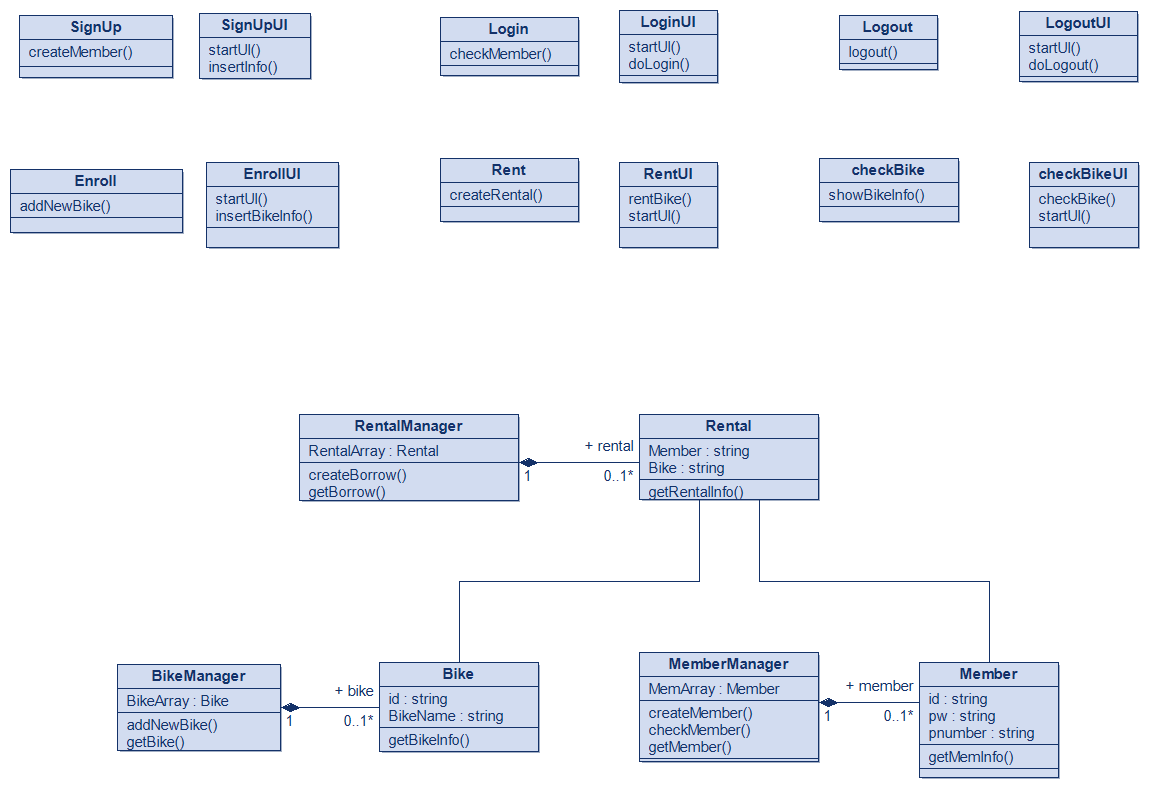 SignUp
createMember()
SignUpUI
startUI()
insertInfo()
Login
checkMember()
LoginUI
startUI()
doLogin()
Logout
logout()
LogoutUI
startUI()
doLogout()
Enroll
addNewBike()
EnrollUI
startUI()
insertBikeInfo()
Rent
createRental()
RentUI
rentBike()
startUI()
checkBike
showBikeInfo()
checkBikeUI
checkBike()
startUI()
RentalManager
RentalArray : Rental
createBorrow()
getBorrow()
+ rental
1
0..1*
Rental
Member : string
Bike : string
getRentalInfo()
BikeManager
BikeArray : Bike
addNewBike()
getBike()
+ bike
1
0..1*
Bike
id : string
BikeName : string
getBikeInfo()
MemberManager
MemArray : Member
createMember()
checkMember()
getMember()
+ member
1
0..1*
Member
id : string
pw : string
pnumber : string
getMemInfo()